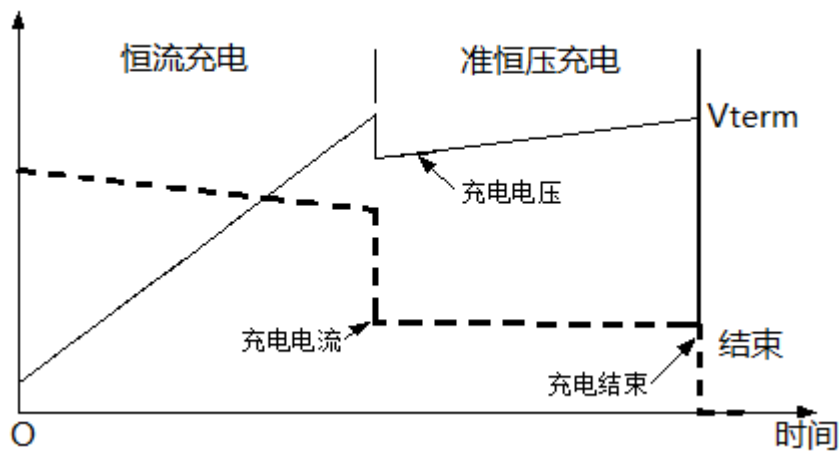 恒流充电
准恒压充电
Vterm
充电电压
充电电流
结束
充电结束
O
时间